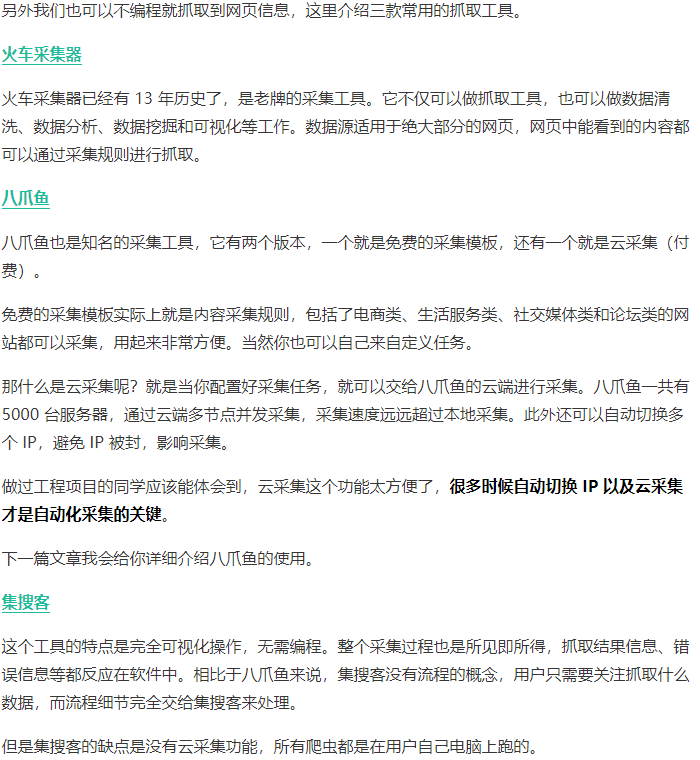 另外我们也可以不编程就抓取到网页信息，这里介绍三款常用的抓取工具。
火车采集器
火车采集器已经有 13 年历史了，是老牌的采集工具。它不仅可以做抓取工具，也可以做数据清
洗、数据分析、数据挖掘和可视化等工作。数据源适用于绝大部分的网页，网页中能看到的内容都
可以通过采集规则进行抓取。
八爪鱼
八爪鱼也是知名的采集工具，它有两个版本，一个就是免费的采集模板，还有一个就是云采集（付
费）。
免费的采集模板实际上就是内容采集规则，包括了电商类、生活服务类、社交媒体类和论坛类的网
站都可以采集，用起来非常方便。当然你也可以自己来自定义任务。
那什么是云采集呢？就是当你配置好采集任务，就可以交给八爪鱼的云端进行采集。八爪鱼一共有
5000 台服务器，通过云端多节点并发采集，采集速度远远超过本地采集。此外还可以自动切换多
个 IP，避免 IP 被封，影响采集。
做过工程项目的同学应该能体会到，云采集这个功能太方便了，很多时候自动切换 IP 以及云采集
才是自动化采集的关键。
下一篇文章我会给你详细介绍八爪鱼的使用。
集搜客
这个工具的特点是完全可视化操作，无需编程。整个采集过程也是所见即所得，抓取结果信息、错
误信息等都反应在软件中。相比于八爪鱼来说，集搜客没有流程的概念，用户只需要关注抓取什么
数据，而流程细节完全交给集搜客来处理。
但是集搜客的缺点是没有云采集功能，所有爬虫都是在用户自己电脑上跑的。